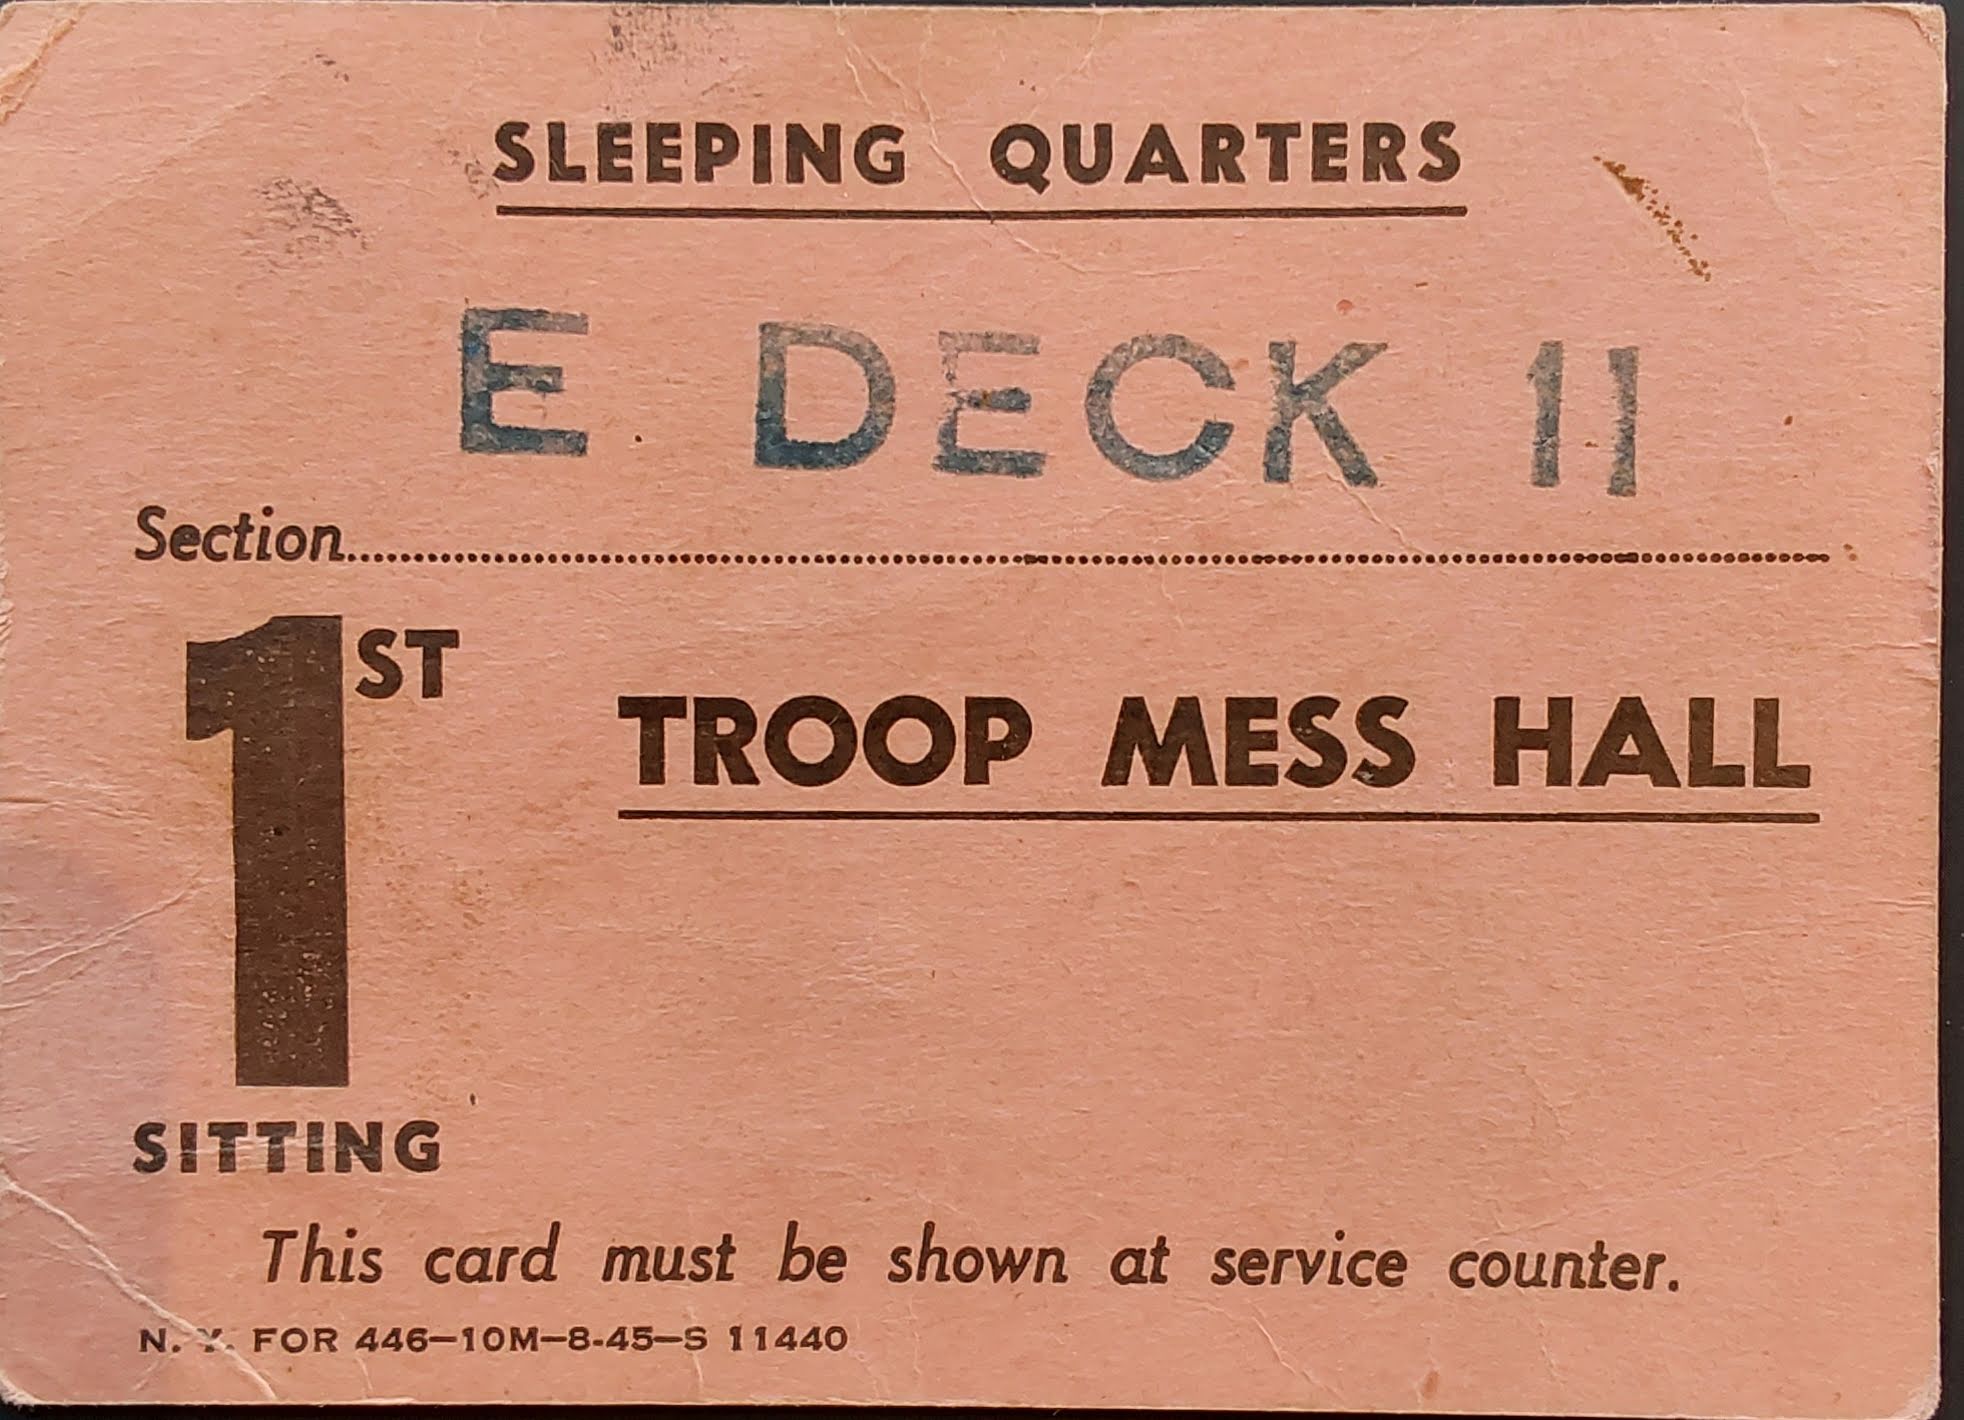 SLEEPING QUARTERS
E DECK 11
Section
1ST
TROOP MESS HALL
SITTING
This card must be shown at service counter.
N. Y. FOR 446—10M—8-45—S 11440